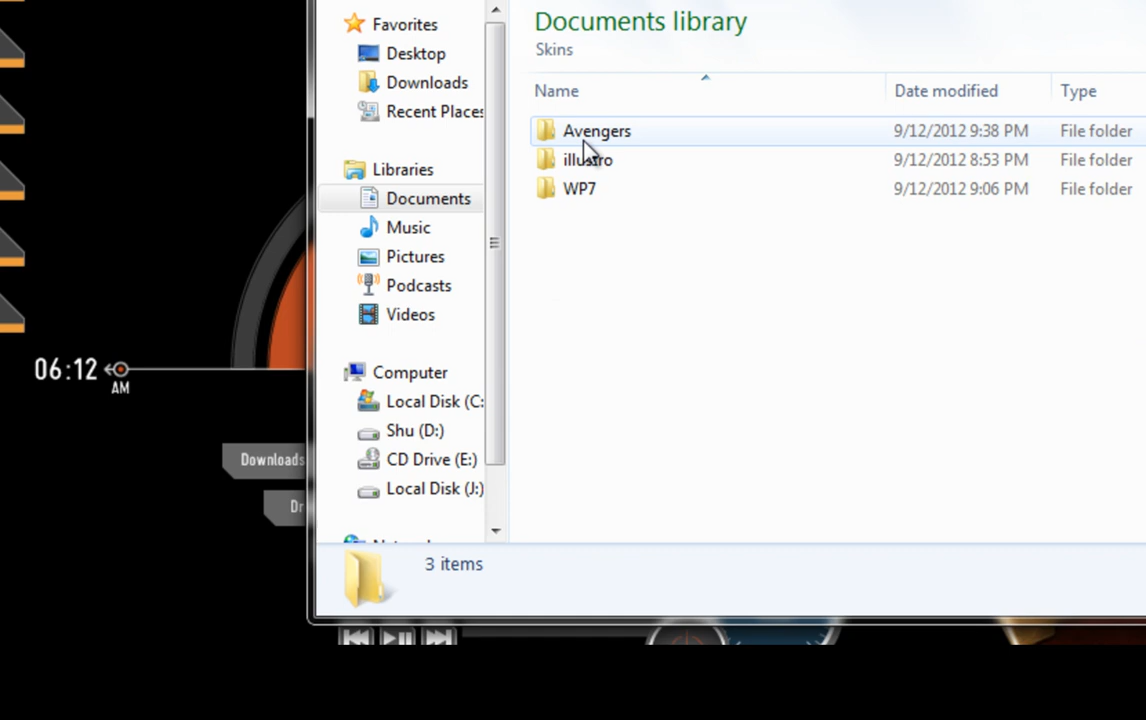 Favorites
Desktop
Downloads
Recent Places
Libraries
Documents
Music
Pictures
Podcasts
Videos
Computer
Local Disk (C:
Shu (D:)
CD Drive (E:)
Local Disk (J:)
Documents library
Skins
Name Date modified Type
Avengers 9/12/2012 9:38 PM File folder
illustro 9/12/2012 8:53 PM File folder
WP7 9/12/2012 9:06 PM File folder
3 items
06:12
AM
Downloads
Dr